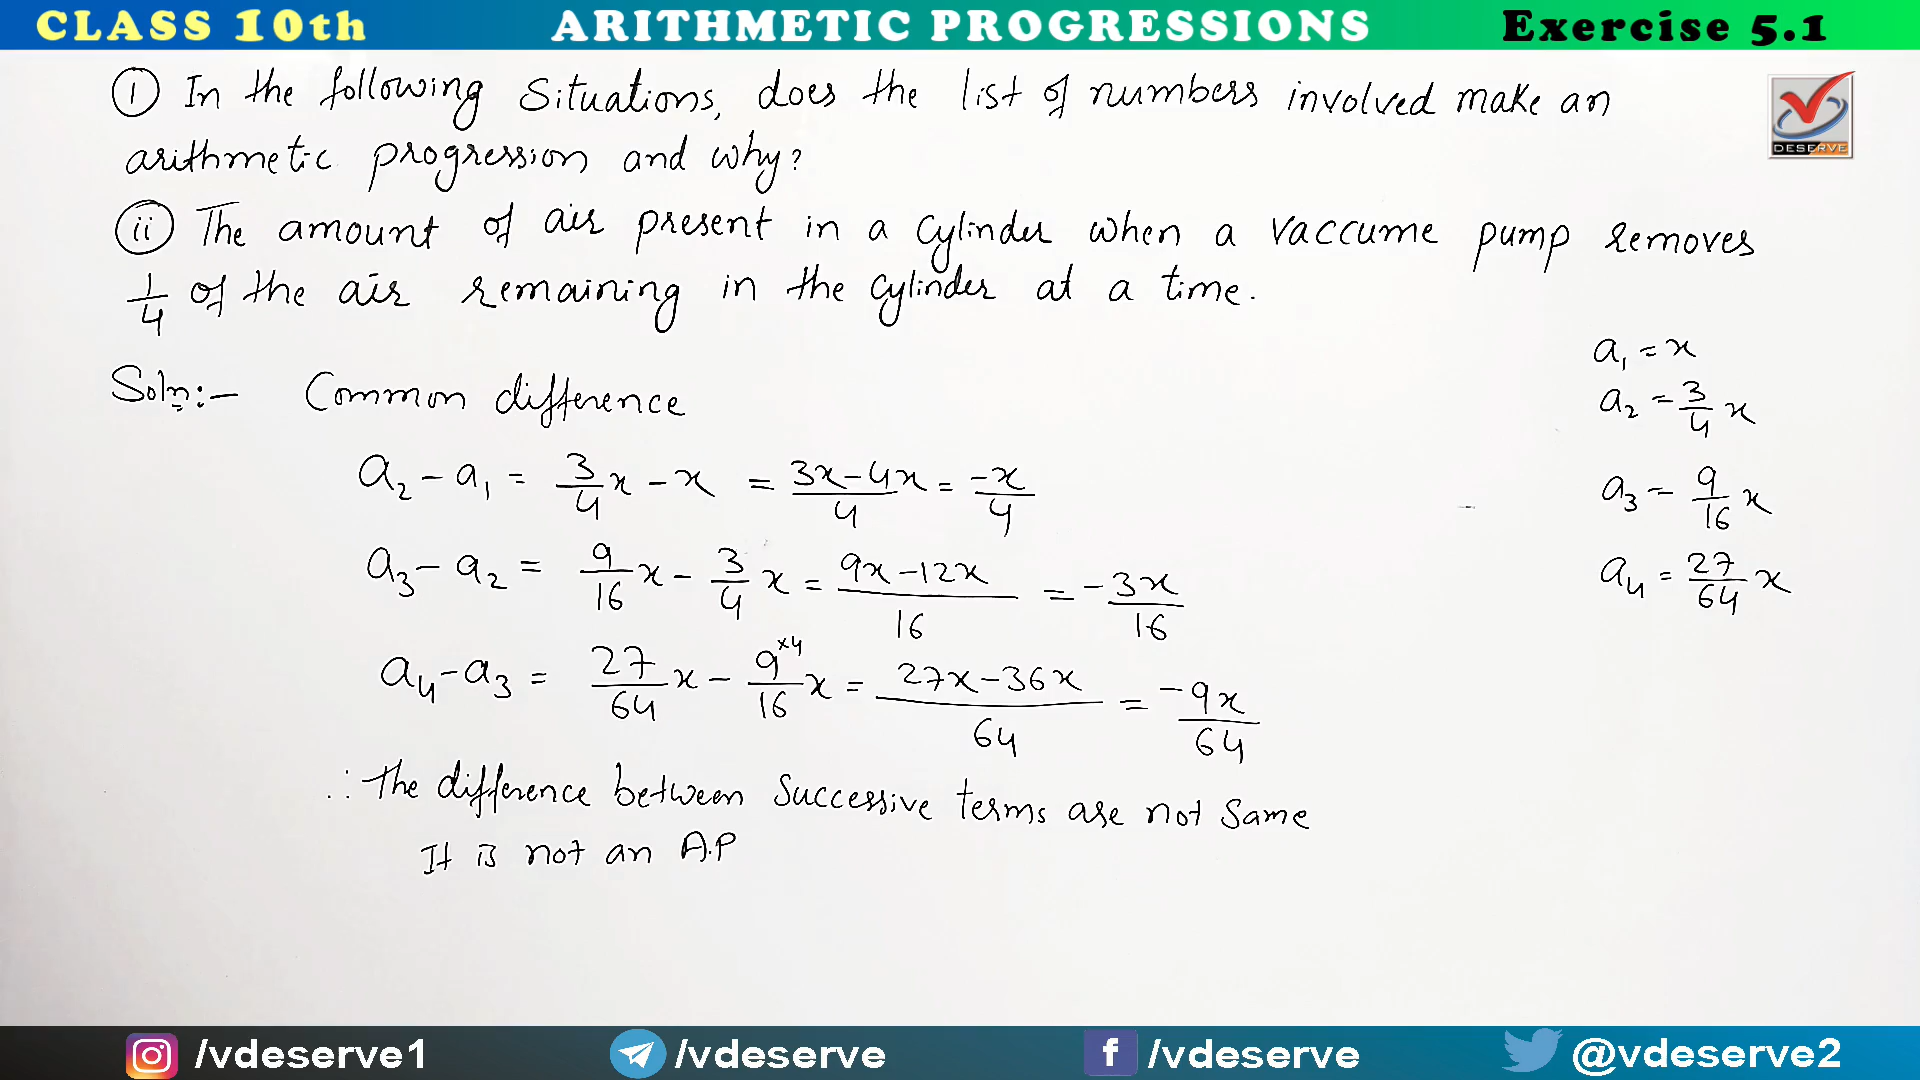 CLASS 10th ARITHMETIC PROGRESSIONS Exercise 5.1
① In the following Situations, does the list of numbers involved make an
arithmetic progression and why?
DESERVE
ⅱ The amount of air present in a Cylinder when a vaccume pump removes
1/4 of the air remaining in the cylinder at a time.
a₁ = x
Soln:- Common difference
a₂ = 3/4 x
a₂ - a₁ = 3/4 x - x = (3x-4x)/4 = -x/4
a₃ = 9/16 x
a₃ - a₂ = 9/16 x - 3/4 x = (9x-12x)/16 = -3x/16
a₄ = 27/64 x
a₄ - a₃ = 27/64 x - 9×4/16 x = (27x-36x)/64 = -9x/64
∴ The difference between Successive terms are not Same
It is not an A.P
/vdeserve1 /vdeserve /vdeserve @vdeserve2